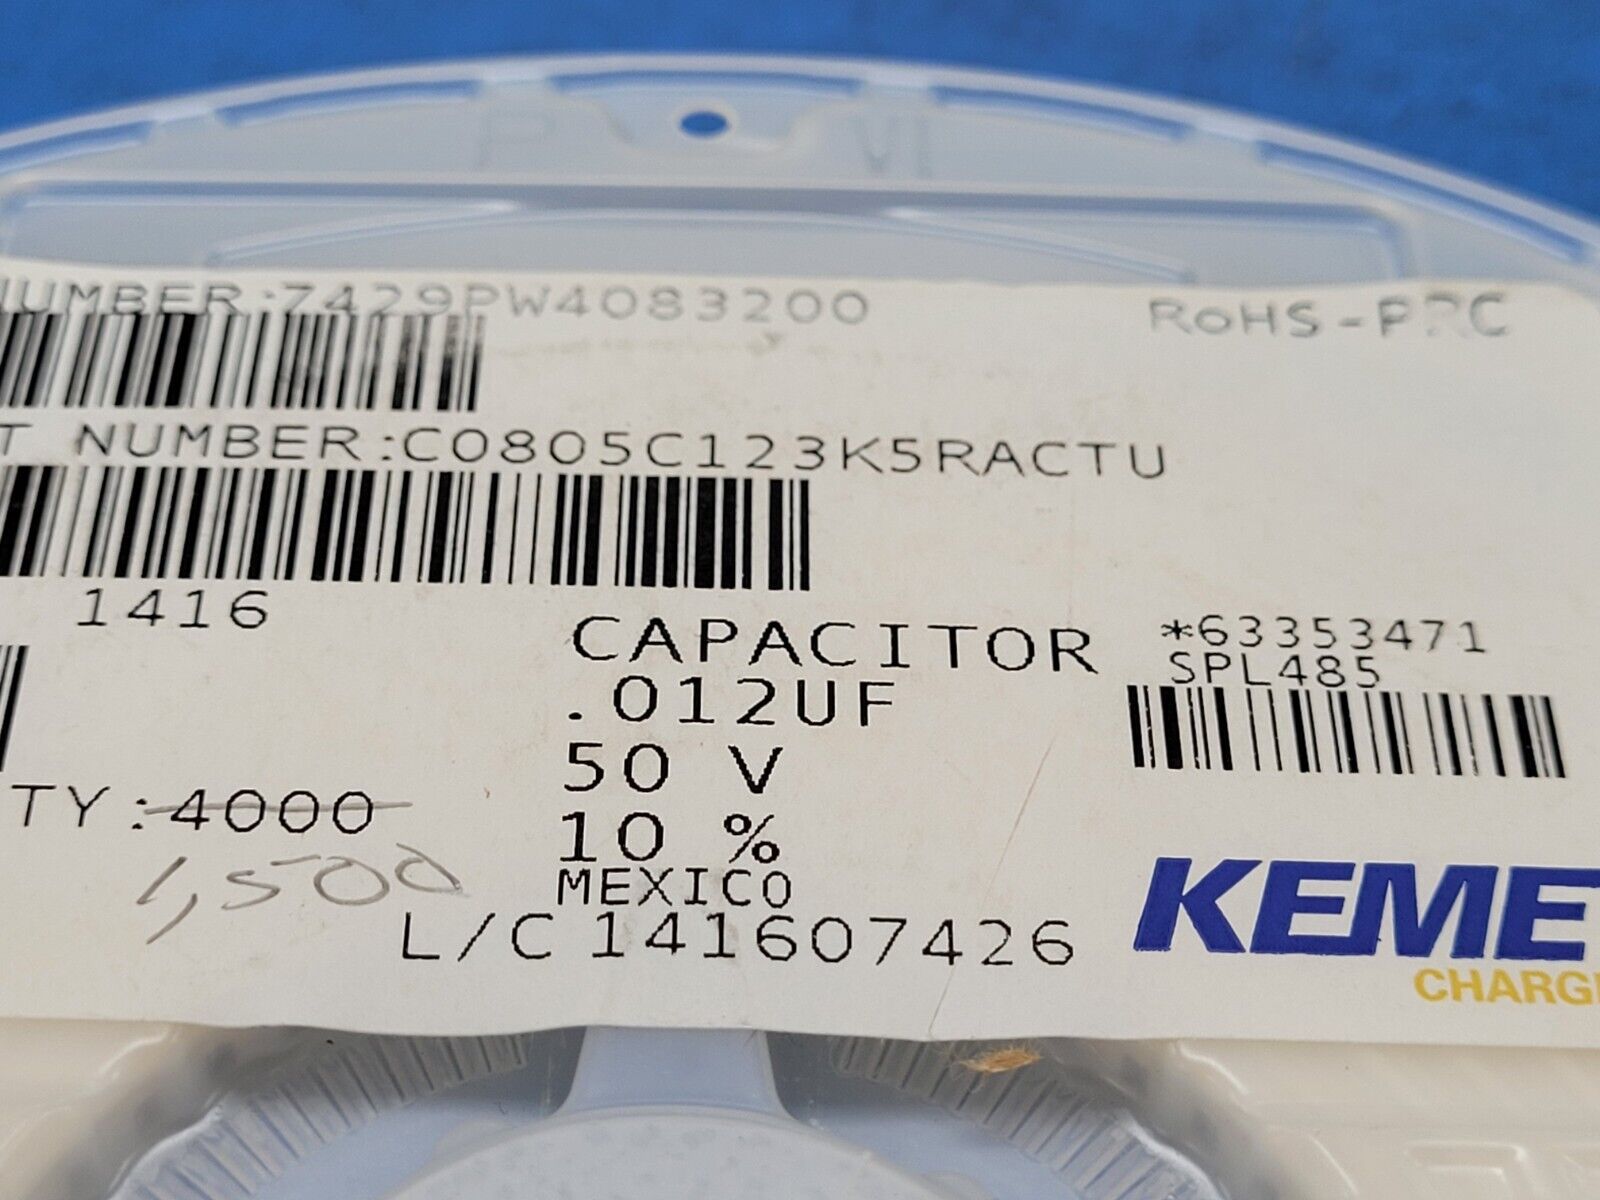 NUMBER:7429PW4083200
RoHS-PRC
T NUMBER:C0805C123K5RACTU
1416
CAPACITOR
.012UF
50 V
10 %
MEXICO
*63353471
SPL485
TY:4000
1,500
L/C 141607426
KEME
CHARG